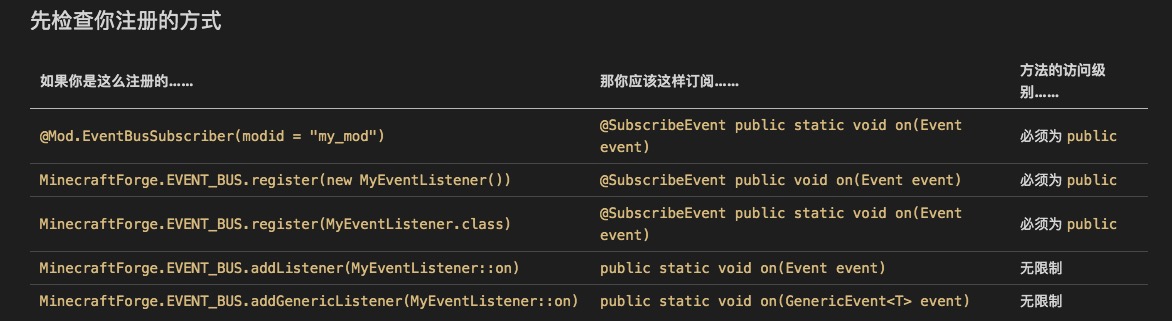 先检查你注册的方式
如果你是这么注册的…… 那你应该这样订阅…… 方法的访问级
别……
@Mod.EventBusSubscriber(modid = "my_mod") @SubscribeEvent public static void on(Event
event) 必须为 public
MinecraftForge.EVENT_BUS.register(new MyEventListener()) @SubscribeEvent public void on(Event event) 必须为 public
MinecraftForge.EVENT_BUS.register(MyEventListener.class) @SubscribeEvent public static void on(Event
event) 必须为 public
MinecraftForge.EVENT_BUS.addListener(MyEventListener::on) public static void on(Event event) 无限制
MinecraftForge.EVENT_BUS.addGenericListener(MyEventListener::on) public static void on(GenericEvent<T> event) 无限制